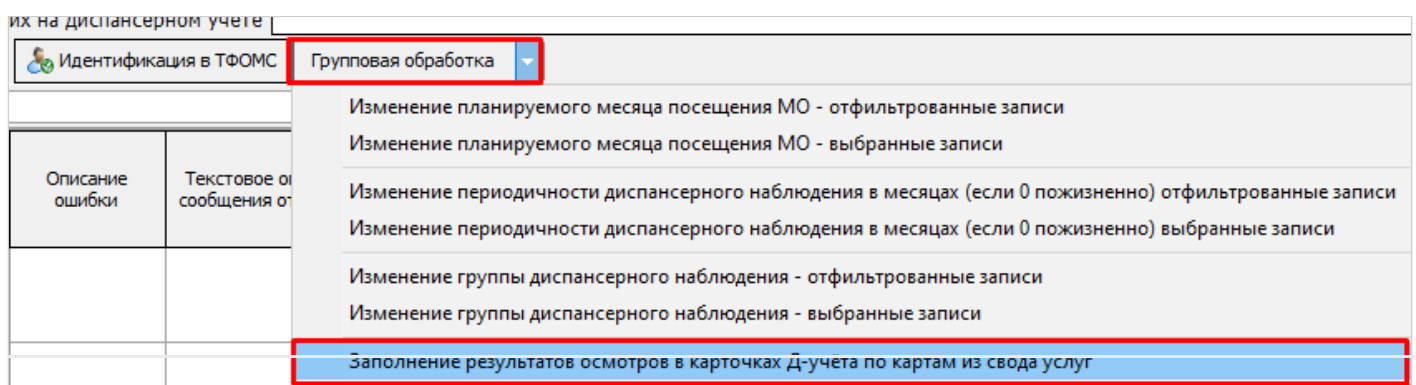 их на диспансерном учете
Идентификация в ТФОМС Групповая обработка
Изменение планируемого месяца посещения МО - отфильтрованные записи
Изменение планируемого месяца посещения МО - выбранные записи
Описание
ошибки
Текстовое
сообщения
Изменение периодичности диспансерного наблюдения в месяцах (если 0 пожизненно) отфильтрованные записи
Изменение периодичности диспансерного наблюдения в месяцах (если 0 пожизненно) выбранные записи
Изменение группы диспансерного наблюдения - отфильтрованные записи
Изменение группы диспансерного наблюдения - выбранные записи
Заполнение результатов осмотров в карточках Д-учёта по картам из свода услуг